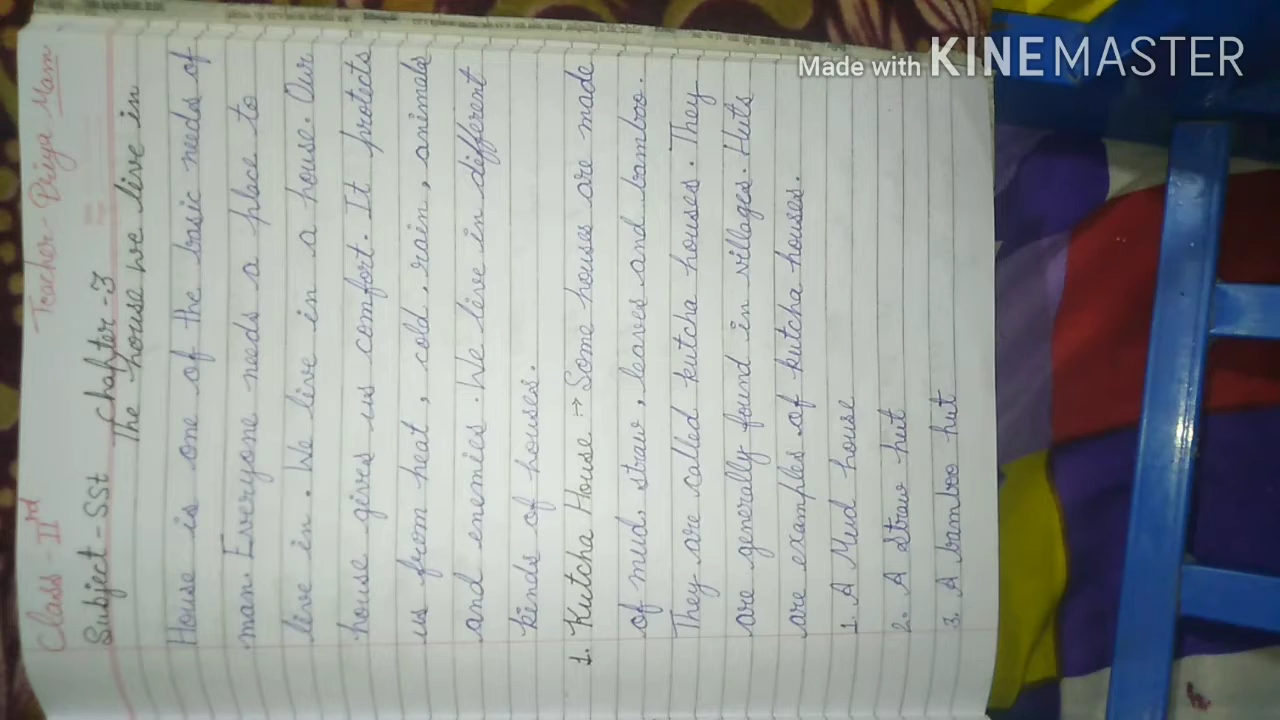 Class - IIrd Teacher - Priya Mam
Subject - SSt Chapter - 3
The house we live in
House is one of the basic needs of
man. Everyone needs a place to
live in. We live in a house. Our
house gives us comfort. It protects
us from heat, cold, rain, animals
and enemies. We live in different
kinds of houses.
1. Kutcha House → Some houses are made
of mud, straw, leaves and bamboo.
They are called kutcha houses. They
are generally found in villages. Huts
are examples of kutcha houses.
1. A Mud house
2. A Straw hut
3. A bamboo hut
Made with KINEMASTER